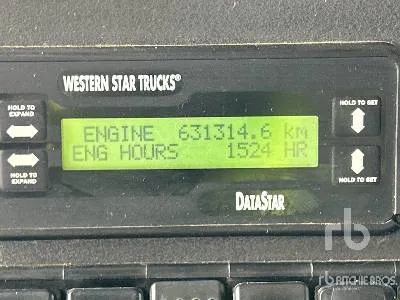 WESTERN STAR TRUCKS®
HOLD TO
EXPAND
HOLD TO SET
ENGINE 631314.6 km
ENG HOURS 1524 HR
HOLD TO
EXPAND
HOLD TO SET
DATASTAR
rb
RITCHIE BROS.